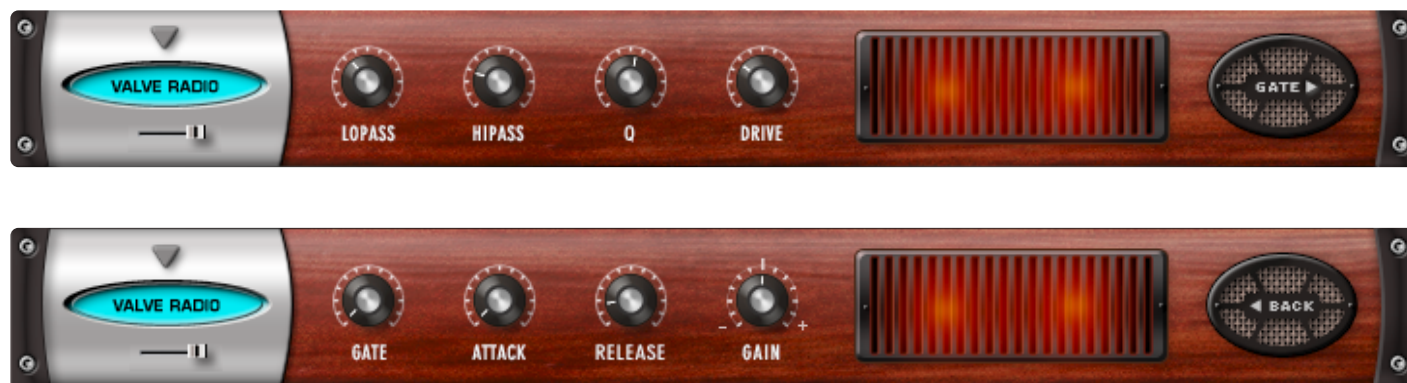 VALVE RADIO
LOPASS HIPASS Q DRIVE
GATE
VALVE RADIO
GATE ATTACK RELEASE GAIN
- +
BACK